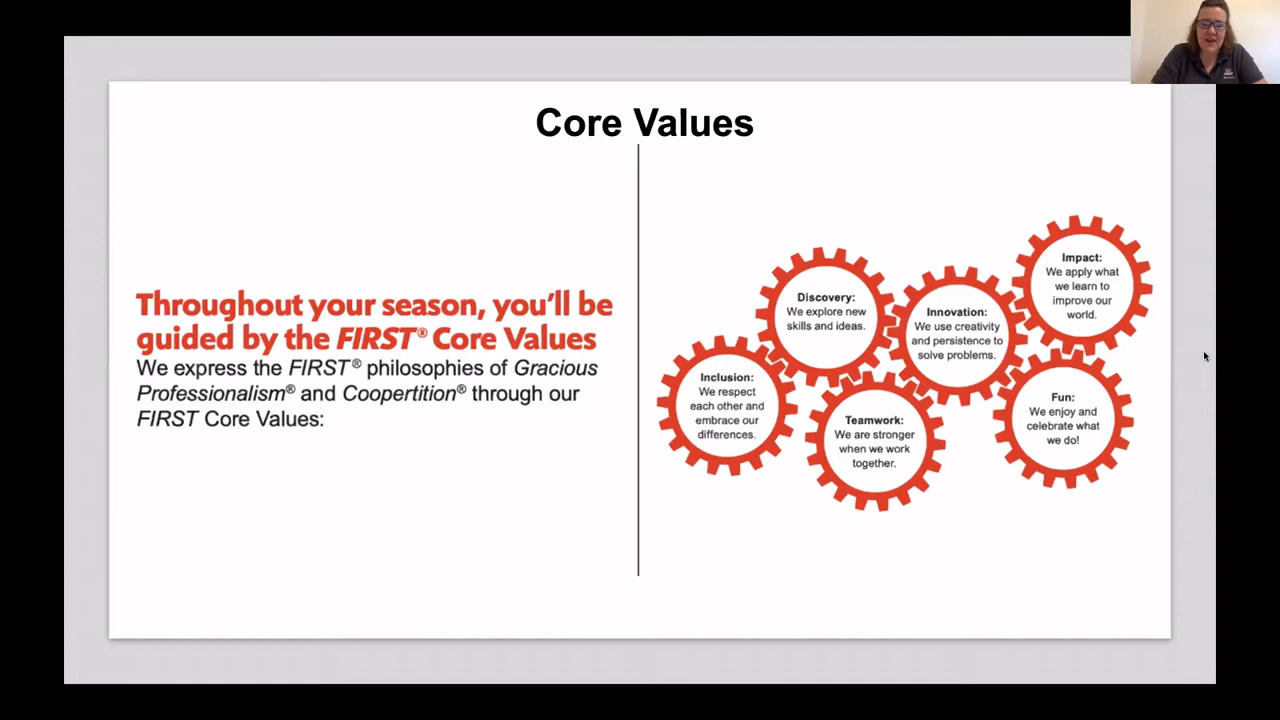 Core Values
Throughout your season, you'll be
guided by the FIRST® Core Values
We express the FIRST® philosophies of Gracious
Professionalism® and Coopertition® through our
FIRST Core Values:
Inclusion:
We respect
each other and
embrace our
differences.
Discovery:
We explore new
skills and ideas.
Teamwork:
We are stronger
when we work
together.
Innovation:
We use creativity
and persistence to
solve problems.
Impact:
We apply what
we learn to
improve our
world.
Fun:
We enjoy and
celebrate what
we do!